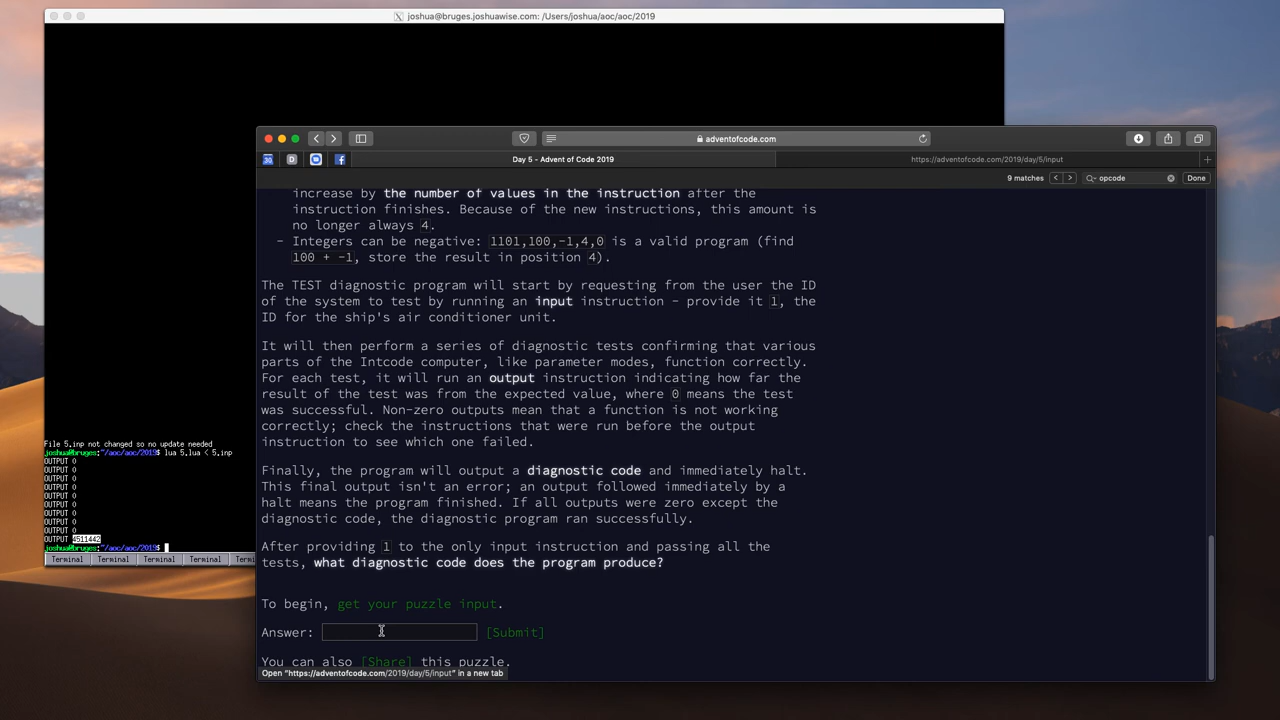 joshua@bruges.joshuawise.com: /Users/joshua/aoc/aoc/2019
adventofcode.com
Day 5 - Advent of Code 2019
https://adventofcode.com/2019/day/5/input
9 matches
opcode
Done
increase by the number of values in the instruction after the
instruction finishes. Because of the new instructions, this amount is
no longer always 4.
- Integers can be negative: 1101,100,-1,4,0 is a valid program (find
100 + -1, store the result in position 4).
The TEST diagnostic program will start by requesting from the user the ID
of the system to test by running an input instruction - provide it 1, the
ID for the ship's air conditioner unit.
It will then perform a series of diagnostic tests confirming that various
parts of the Intcode computer, like parameter modes, function correctly.
For each test, it will run an output instruction indicating how far the
result of the test was from the expected value, where 0 means the test
was successful. Non-zero outputs mean that a function is not working
correctly; check the instructions that were run before the output
instruction to see which one failed.
Finally, the program will output a diagnostic code and immediately halt.
This final output isn't an error; an output followed immediately by a
halt means the program finished. If all outputs were zero except the
diagnostic code, the diagnostic program ran successfully.
After providing 1 to the only input instruction and passing all the
tests, what diagnostic code does the program produce?
To begin, get your puzzle input.
Answer: [Submit]
You can also [Share] this puzzle.
Open "https://adventofcode.com/2019/day/5/input" in a new tab
File 5.inp not changed so no update needed
joshua@bruges:~/aoc/aoc/2019$ lua 5.lua < 5.inp
OUTPUT 0
OUTPUT 0
OUTPUT 0
OUTPUT 0
OUTPUT 0
OUTPUT 0
OUTPUT 0
OUTPUT 0
OUTPUT 0
OUTPUT 4511442
joshua@bruges:~/aoc/aoc/2019$
Terminal Terminal Terminal Terminal